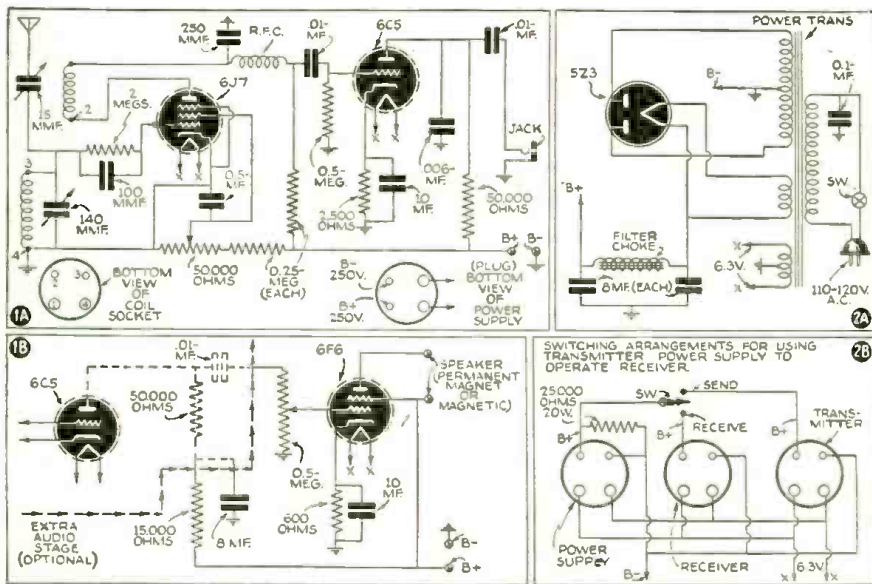 250
MMF.
R.F.C.
.01-
MF.
6C5
.01-
MF.
6J7
2
MEGS.
2
15
MMF.
3
100
MMF.
140
MMF.
4
0.5-
MF.
0.5-
MEG.
2,500
OHMS
10
MF.
.006-
MF.
JACK
50,000
OHMS
X X
X X
50,000
OHMS
0.25-
MEG
(EACH)
B+ B-
BOTTOM
VIEW
OF
COIL
SOCKET
2 3
1 4
B-
250V.
B+
250V.
(PLUG)
BOTTOM
VIEW
OF
POWER
SUPPLY
1A
POWER TRANS
5Z3
B-
0.1-
MF.
SW.
B+
FILTER
CHOKE
8 MF. (EACH)
X
6.3V.
X
110-120V.
A.C.
2A
1B
6C5
.01-
MF.
50,000
OHMS
6F6
SPEAKER
(PERMANENT
MAGNET
OR
MAGNETIC)
0.5-
MEG.
X X
EXTRA
AUDIO
STAGE
(OPTIONAL)
15,000
OHMS
8 MF.
600
OHMS
10
MF.
B-
B+
SWITCHING ARRANGEMENTS FOR USING
TRANSMITTER POWER SUPPLY TO
OPERATE RECEIVER
2B
25,000
OHMS
20W.
SW.
SEND
RECEIVE
TRANS-
MITTER
B+
B+
B+
POWER
SUPPLY
RECEIVER
B-
6.3V.
X X